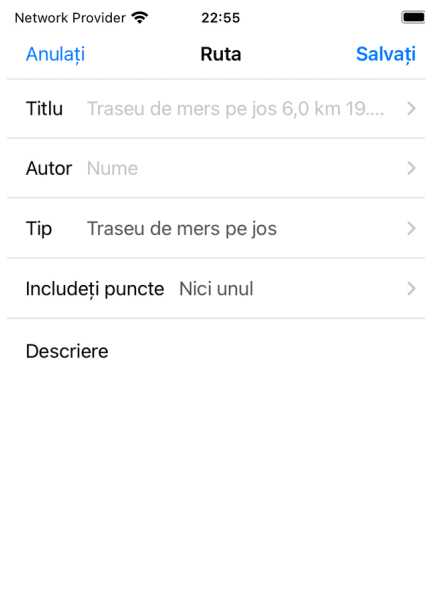 Network Provider 22:55
Anulați Ruta Salvați
Titlu Traseu de mers pe jos 6,0 km 19....
Autor Nume
Tip Traseu de mers pe jos
Includeți puncte Nici unul
Descriere